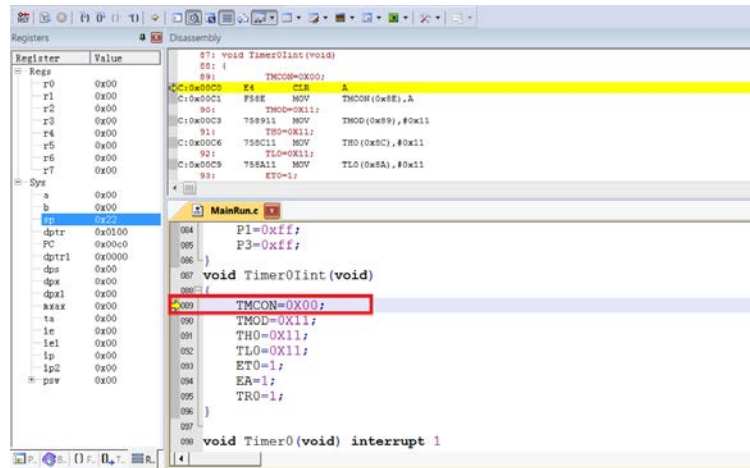 Registers
Register Value
Regs
r0 0x00
r1 0x00
r2 0x00
r3 0x00
r4 0x00
r5 0x00
r6 0x00
r7 0x00
Sys
a 0x00
b 0x00
sp 0x22
dptr 0x0100
PC 0x00c0
dptr1 0x0000
dps 0x00
dpx 0x00
dpx1 0x00
axax 0x00
ta 0x00
ie 0x00
ie1 0x00
ip 0x00
ip2 0x00
psw 0x00
P... B... F... T... R...
Disassembly
87: void Timer0Iint(void)
88: {
89: TMCON=0X00;
C:0x00C0 E4 CLR A
C:0x00C1 F58E MOV TMCON(0x8E),A
90: TMOD=0X11;
C:0x00C3 758911 MOV TMOD(0x89),#0x11
91: TH0=0X11;
C:0x00C6 758C11 MOV TH0(0x8C),#0x11
92: TL0=0X11;
C:0x00C9 758A11 MOV TL0(0x8A),#0x11
93: ET0=1;
MainRun.c
084 P1=0xff;
085 P3=0xff;
086 }
087 void Timer0Iint(void)
088 {
089 TMCON=0X00;
090 TMOD=0X11;
091 TH0=0X11;
092 TL0=0X11;
093 ET0=1;
094 EA=1;
095 TR0=1;
096 }
097
098 void Timer0(void) interrupt 1